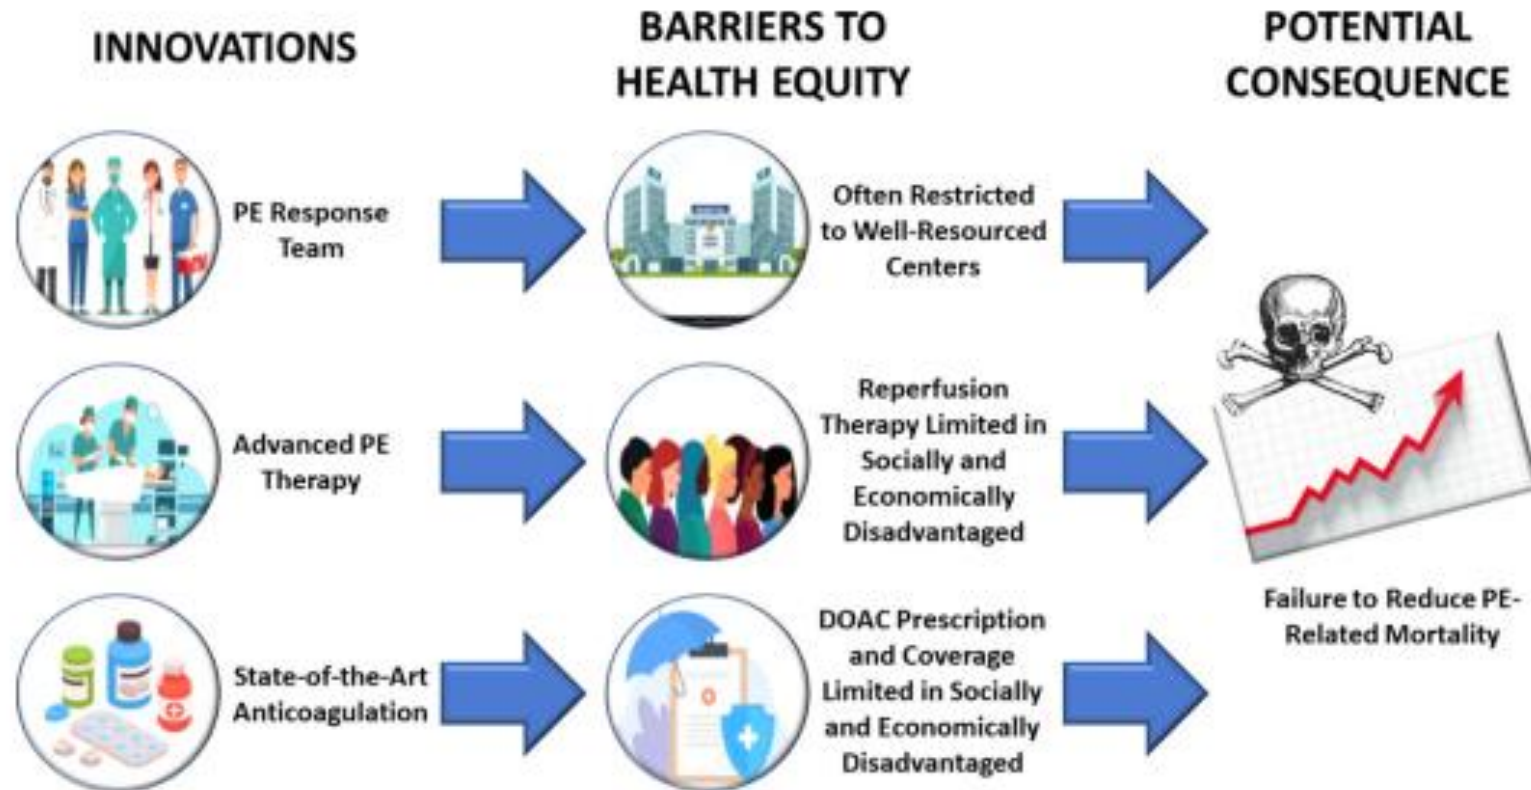 INNOVATIONS
BARRIERS TO
HEALTH EQUITY
POTENTIAL
CONSEQUENCE
PE Response
Team
Often Restricted
to Well-Resourced
Centers
Advanced PE
Therapy
Reperfusion
Therapy Limited in
Socially and
Economically
Disadvantaged
State-of-the-Art
Anticoagulation
DOAC Prescription
and Coverage
Limited in Socially
and Economically
Disadvantaged
Failure to Reduce PE-
Related Mortality